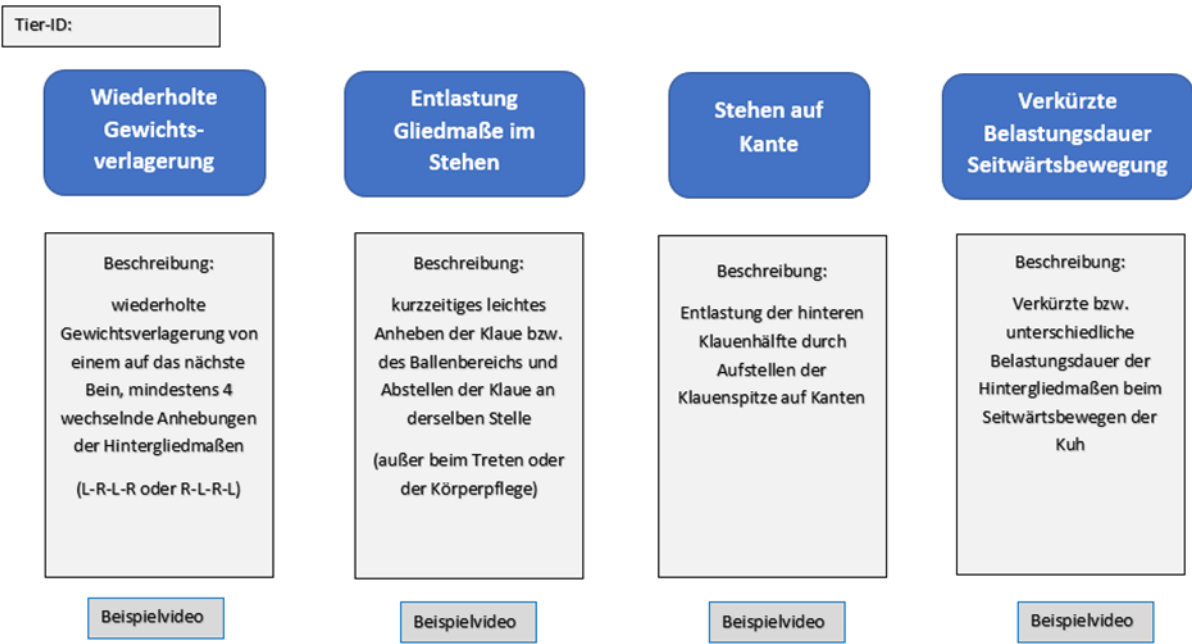 Tier-ID:
Wiederholte
Gewichts-
verlagerung
Entlastung
Gliedmaße im
Stehen
Stehen auf
Kante
Verkürzte
Belastungsdauer
Seitwärtsbewegung
Beschreibung:
wiederholte
Gewichtsverlagerung von
einem auf das nächste
Bein, mindestens 4
wechselnde Anhebungen
der Hintergliedmaßen
(L-R-L-R oder R-L-R-L)
Beschreibung:
kurzzeitiges leichtes
Anheben der Klaue bzw.
des Ballenbereichs und
Abstellen der Klaue an
derselben Stelle
(außer beim Treten oder
der Körperpflege)
Beschreibung:
Entlastung der hinteren
Klauenhälfte durch
Aufstellen der
Klauenspitze auf Kanten
Beschreibung:
Verkürzte bzw.
unterschiedliche
Belastungsdauer der
Hintergliedmaßen beim
Seitwärtsbewegen der
Kuh
Beispielvideo
Beispielvideo
Beispielvideo
Beispielvideo